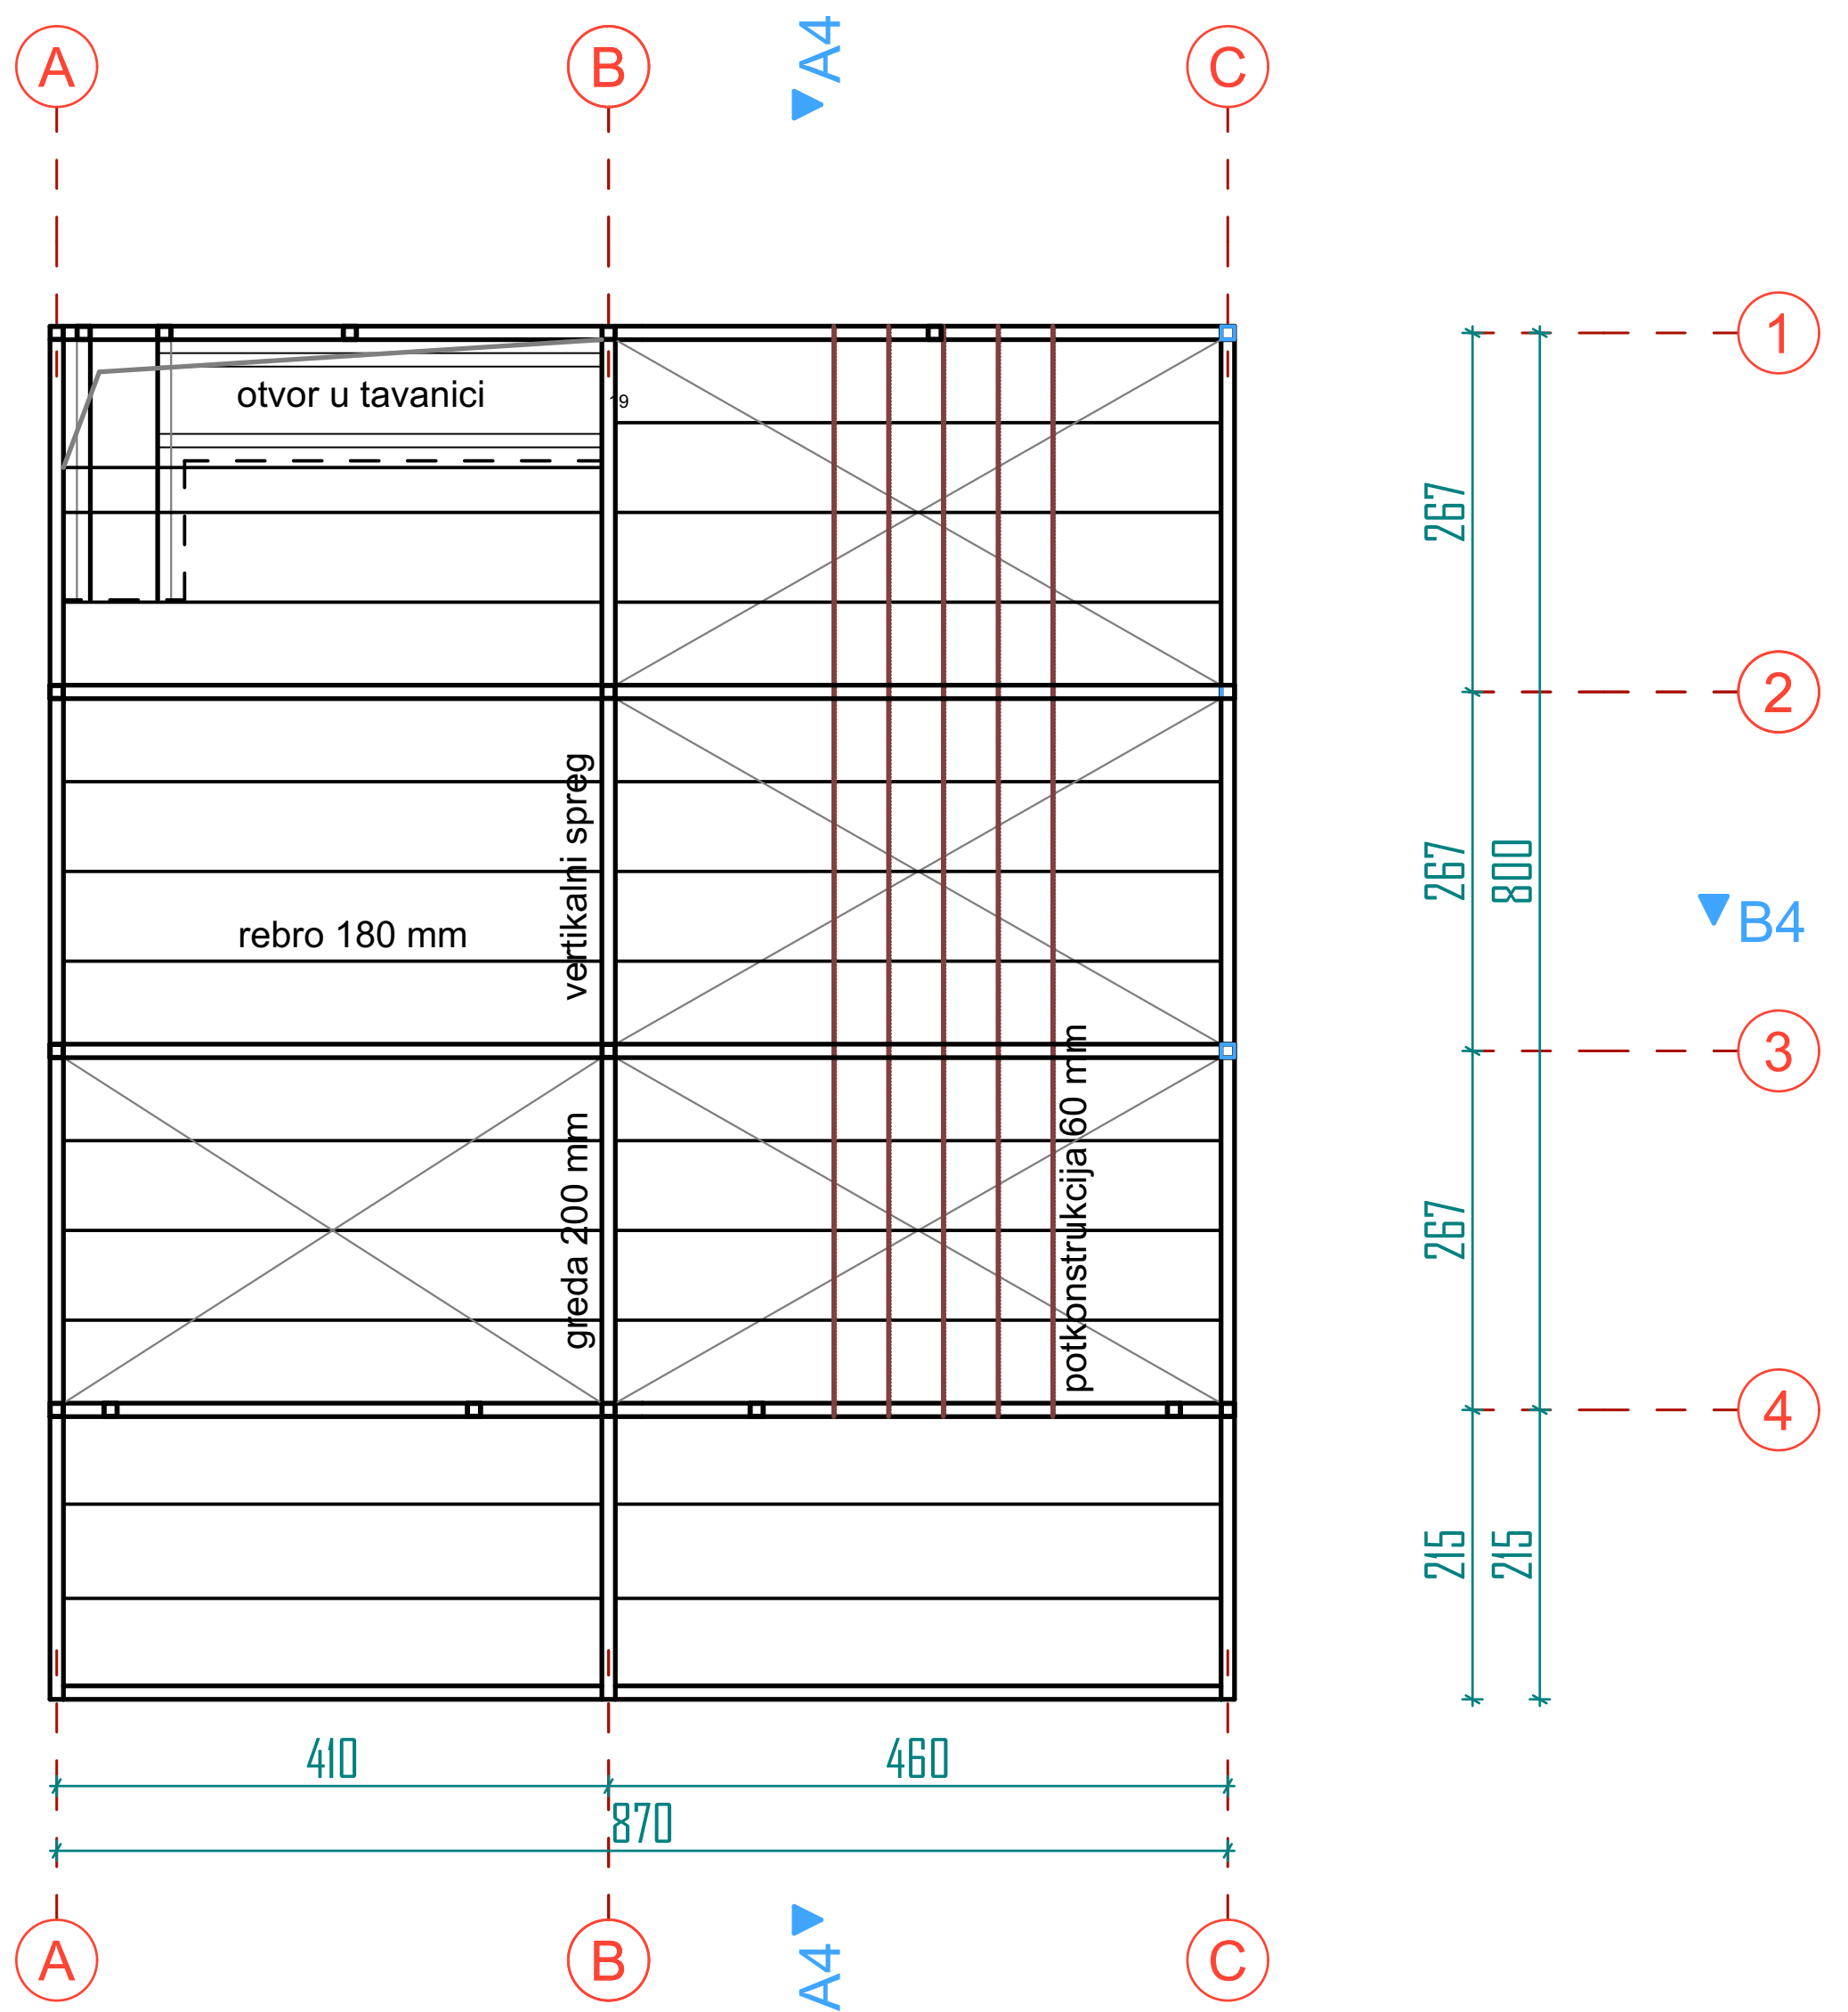 A
B
A4
C
1
otvor u tavanici
19
267
2
vertikalni spreg
267
800
rebro 180 mm
B4
3
greda 200 mm
potkonstrukcija 60 mm
267
4
215
215
410
460
870
A
B
A4
C